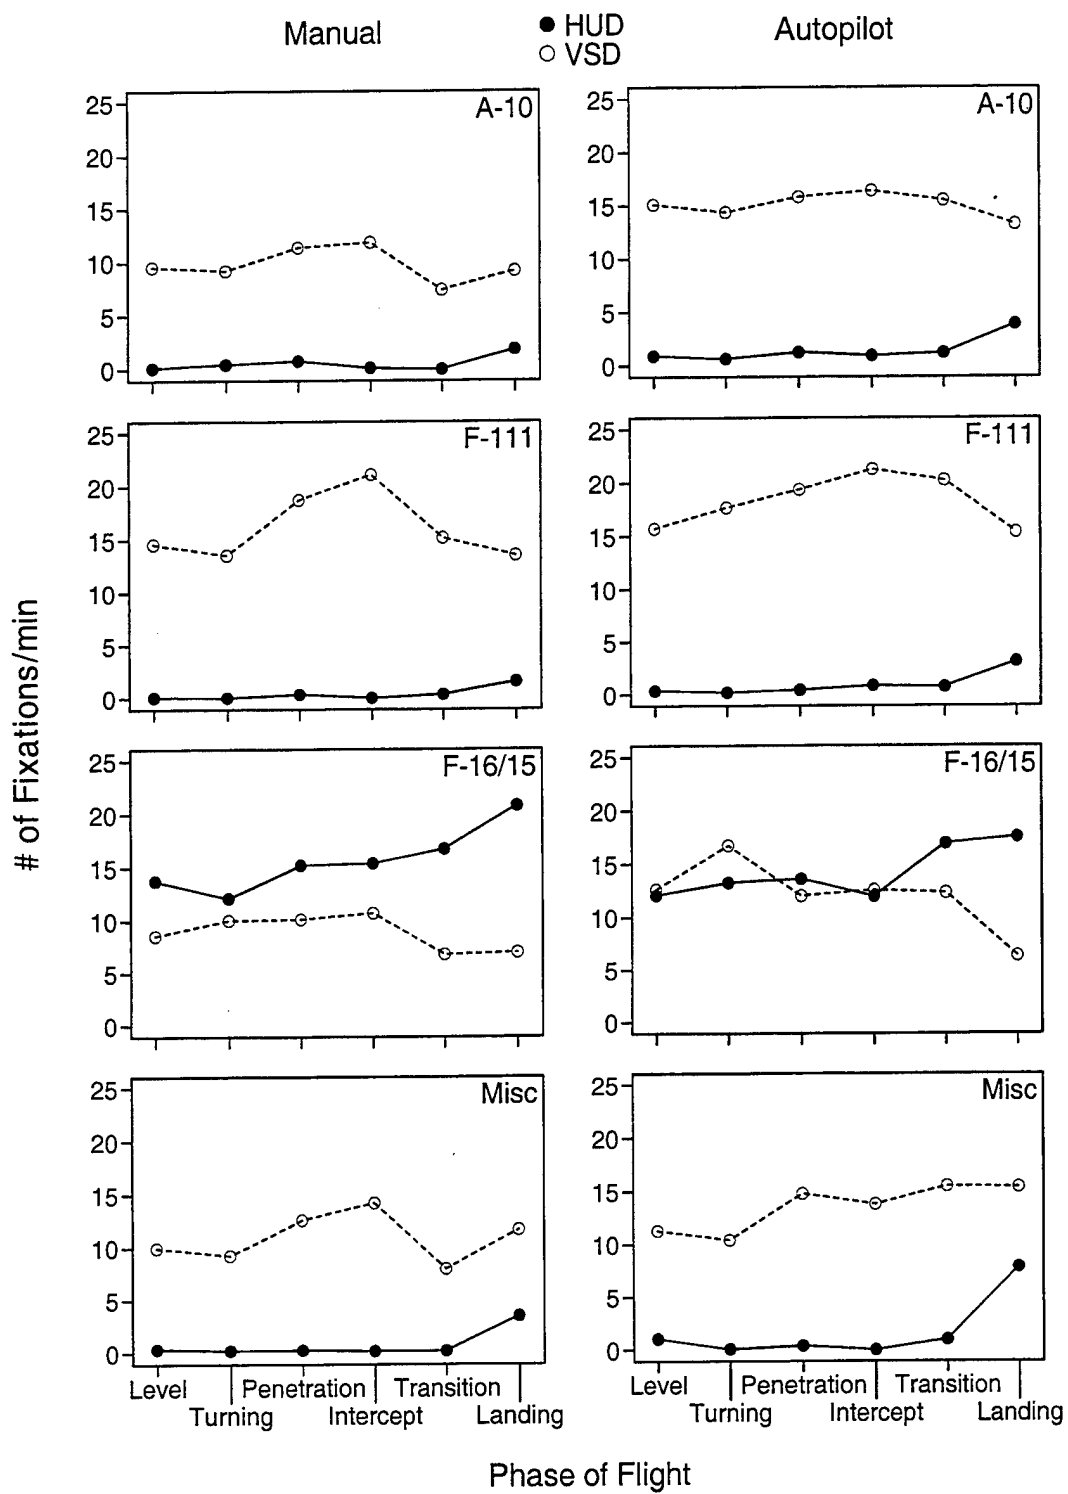 Manual
HUD
VSD
Autopilot
A-10
25
20
15
10
5
0
A-10
25
20
15
10
5
0
F-111
25
20
15
10
5
0
F-111
25
20
15
10
5
0
# of Fixations/min
F-16/15
25
20
15
10
5
0
F-16/15
25
20
15
10
5
0
Misc
25
20
15
10
5
0
Level Penetration Transition
Turning Intercept Landing
Misc
25
20
15
10
5
0
Level Penetration Transition
Turning Intercept Landing
Phase of Flight